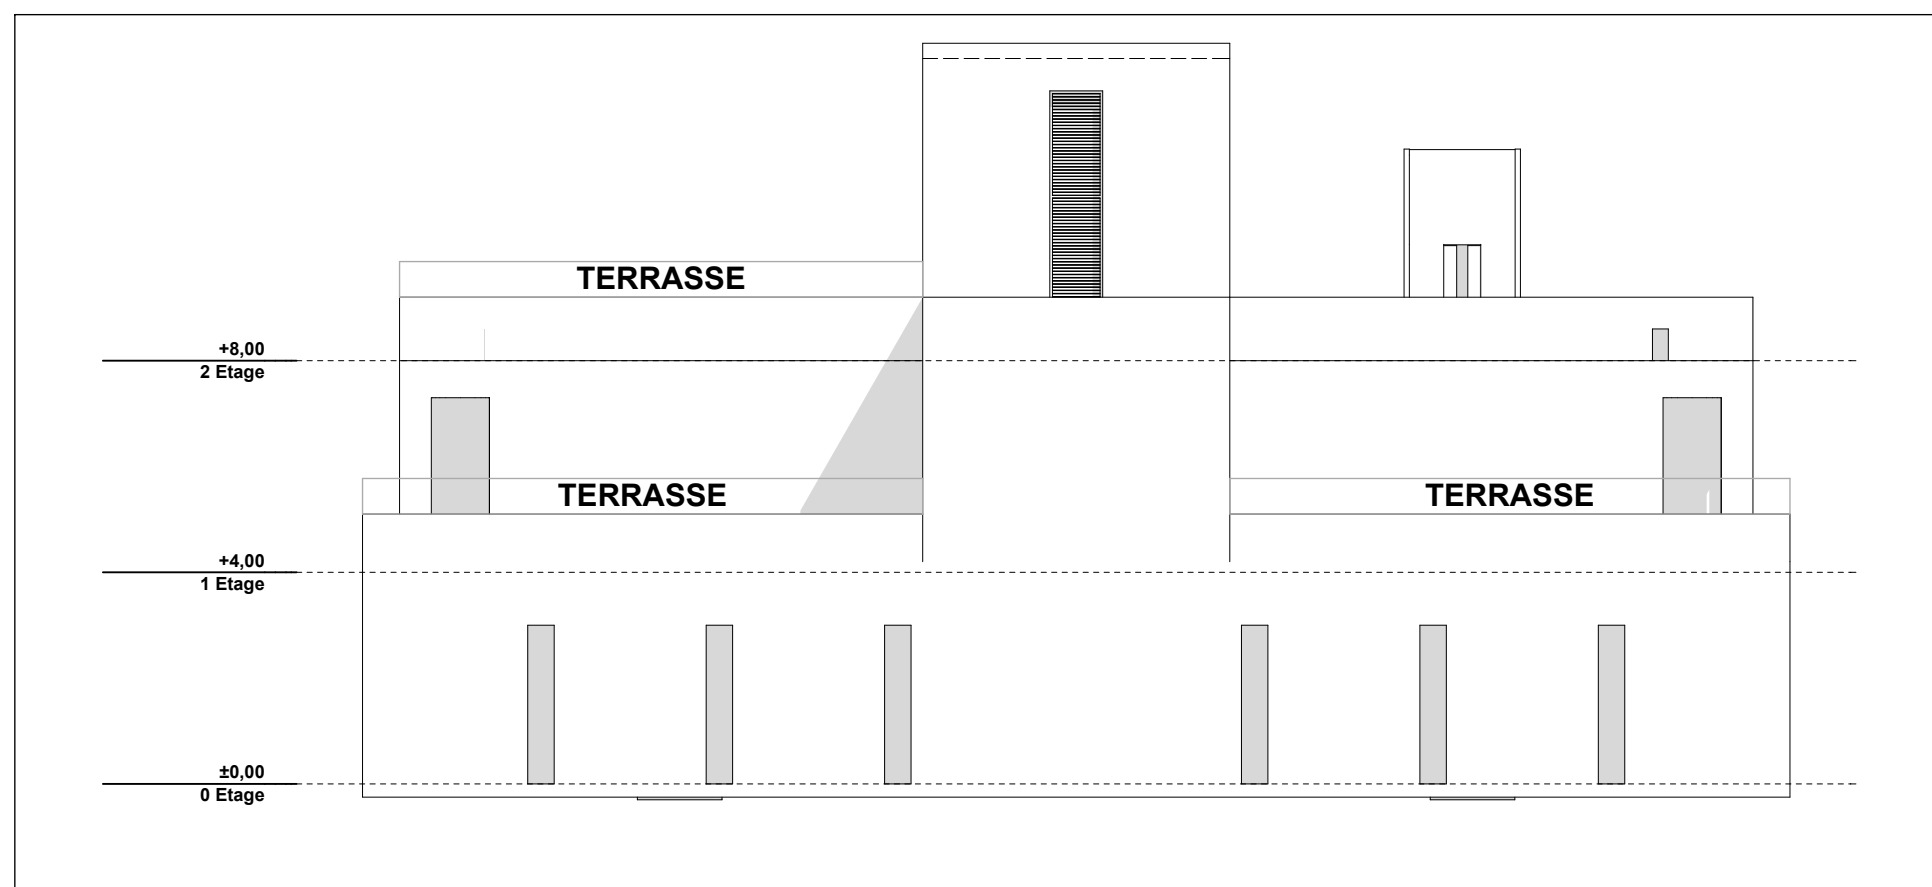 TERRASSE
+8,00
2 Etage
TERRASSE
TERRASSE
+4,00
1 Etage
±0,00
0 Etage